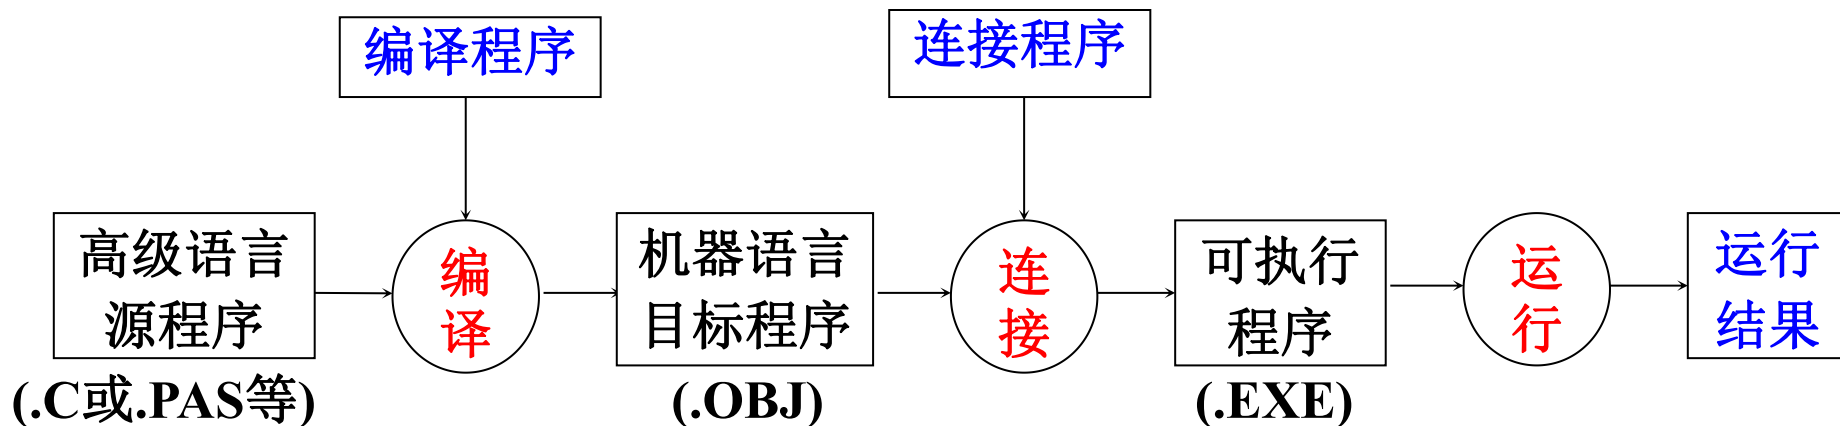 编译程序
连接程序
高级语言
源程序
(.C或.PAS等)
编
译
机器语言
目标程序
(.OBJ)
连
接
可执行
程序
(.EXE)
运
行
运行
结果